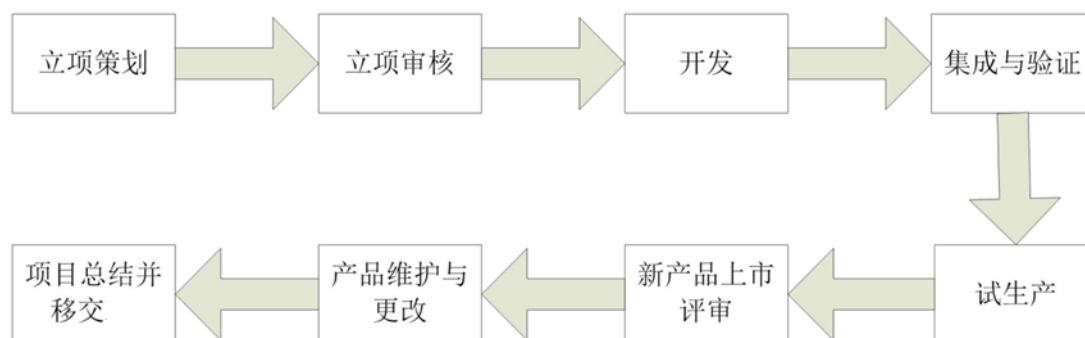 立项策划
立项审核
开发
集成与验证
试生产
新产品上市
评审
产品维护与
更改
项目总结并
移交